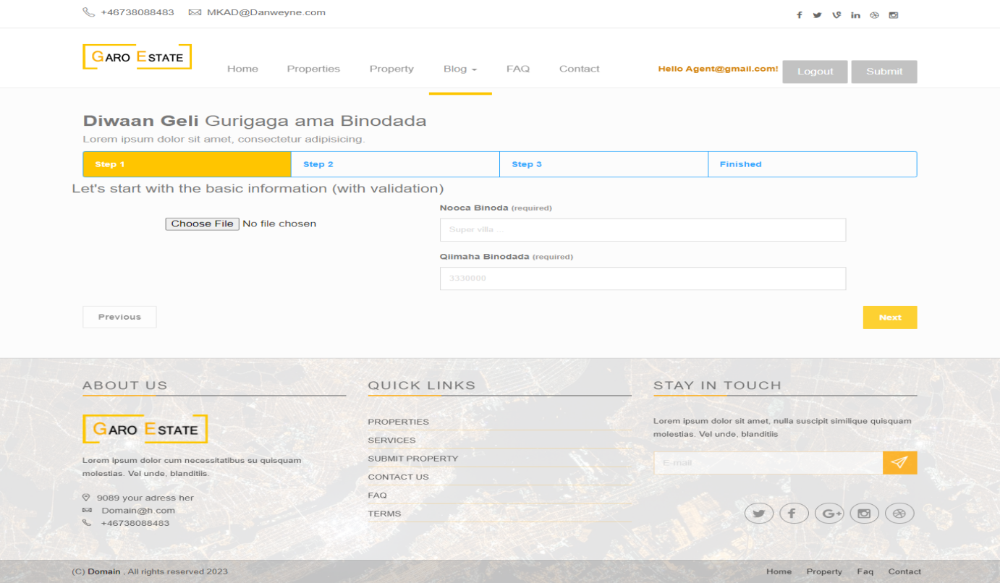 +46738088483 MKAD@Danweyne.com
GARO ESTATE
Home Properties Property Blog FAQ Contact Hello Agent@gmail.com! Logout Submit
Diwaan Geli Gurigaga ama Binodada
Lorem ipsum dolor sit amet, consectetur adipisicing.
Step 1 Step 2 Step 3 Finished
Let's start with the basic information (with validation)
Choose File No file chosen
Nooca Binoda (required)
Super villa ...
Qiimaha Binodada (required)
3330000
Previous Next
ABOUT US
GARO ESTATE
Lorem ipsum dolor cum necessitatibus su quisquam
molestias. Vel unde, blanditiis.
9089 your adress her
Domain@h.com
+46738088483
QUICK LINKS
PROPERTIES
SERVICES
SUBMIT PROPERTY
CONTACT US
FAQ
TERMS
STAY IN TOUCH
Lorem ipsum dolor sit amet, nulla suscipit similique quisquam
molestias. Vel unde, blanditiis
E-mail
(C) Domain , All rights reserved 2023
Home Property Faq Contact